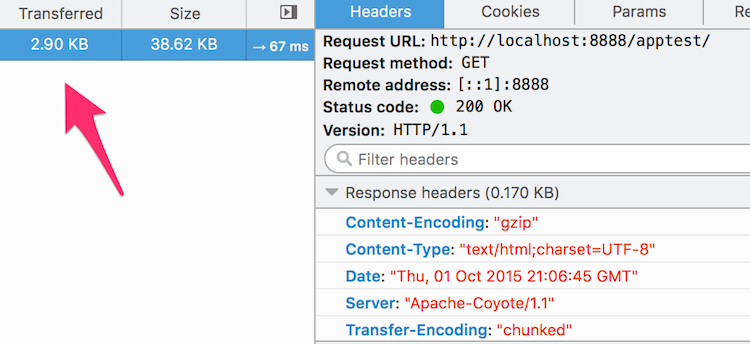 Transferred Size
2.90 KB 38.62 KB → 67 ms
Headers Cookies Params Re
Request URL: http://localhost:8888/apptest/
Request method: GET
Remote address: [::1]:8888
Status code: 200 OK
Version: HTTP/1.1
Filter headers
Response headers (0.170 KB)
Content-Encoding: "gzip"
Content-Type: "text/html;charset=UTF-8"
Date: "Thu, 01 Oct 2015 21:06:45 GMT"
Server: "Apache-Coyote/1.1"
Transfer-Encoding: "chunked"